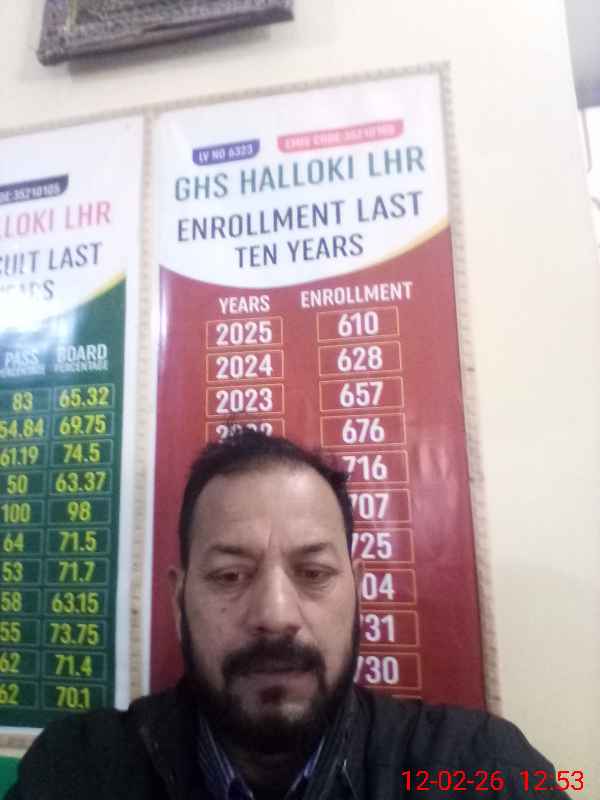 DE:35210105
LOKI LHR
CULT LAST
PASS BOARD
PERCENTAGE
83 65.32
54.84 69.75
61.19 74.5
50 63.37
100 98
64 71.5
53 71.7
58 63.15
55 73.75
62 71.4
62 70.1
LV NO 6323
EMIS CODE:35210105
GHS HALLOKI LHR
ENROLLMENT LAST
TEN YEARS
YEARS ENROLLMENT
2025 610
2024 628
2023 657
2022 676
716
707
725
04
731
730
12-02-26 12:53